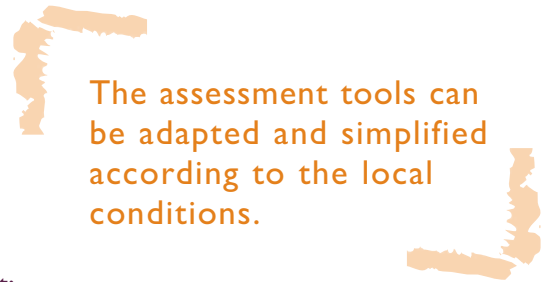 The assessment tools can
be adapted and simplified
according to the local
conditions.